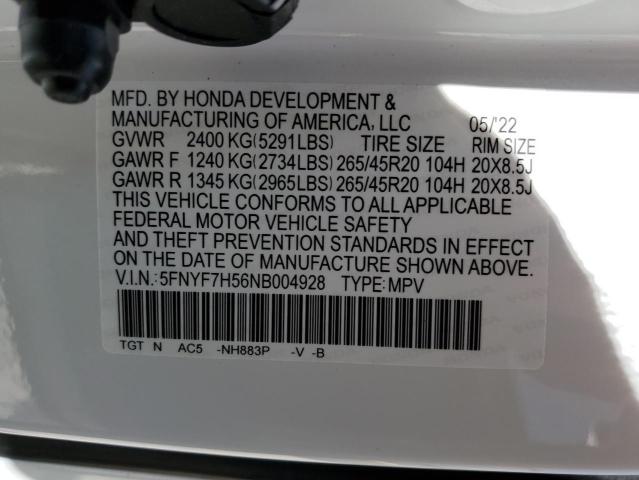 MFD. BY HONDA DEVELOPMENT &
MANUFACTURING OF AMERICA, LLC 05/'22
GVWR 2400 KG(5291LBS) TIRE SIZE RIM SIZE
GAWR F 1240 KG(2734LBS) 265/45R20 104H 20X8.5J
GAWR R 1345 KG(2965LBS) 265/45R20 104H 20X8.5J
THIS VEHICLE CONFORMS TO ALL APPLICABLE
FEDERAL MOTOR VEHICLE SAFETY
AND THEFT PREVENTION STANDARDS IN EFFECT
ON THE DATE OF MANUFACTURE SHOWN ABOVE.
V.I.N.:5FNYF7H56NB004928 TYPE:MPV
TGT N AC5 -NH883P -V -B